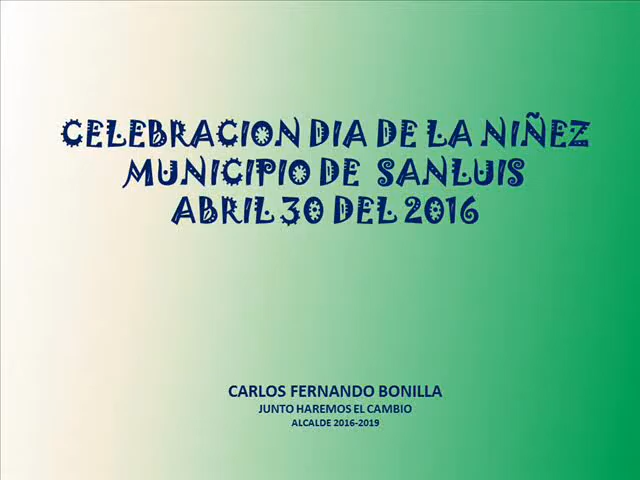 CELEBRACION DIA DE LA NIÑEZ
MUNICIPIO DE SANLUIS
ABRIL 30 DEL 2016
CARLOS FERNANDO BONILLA
JUNTO HAREMOS EL CAMBIO
ALCALDE 2016-2019